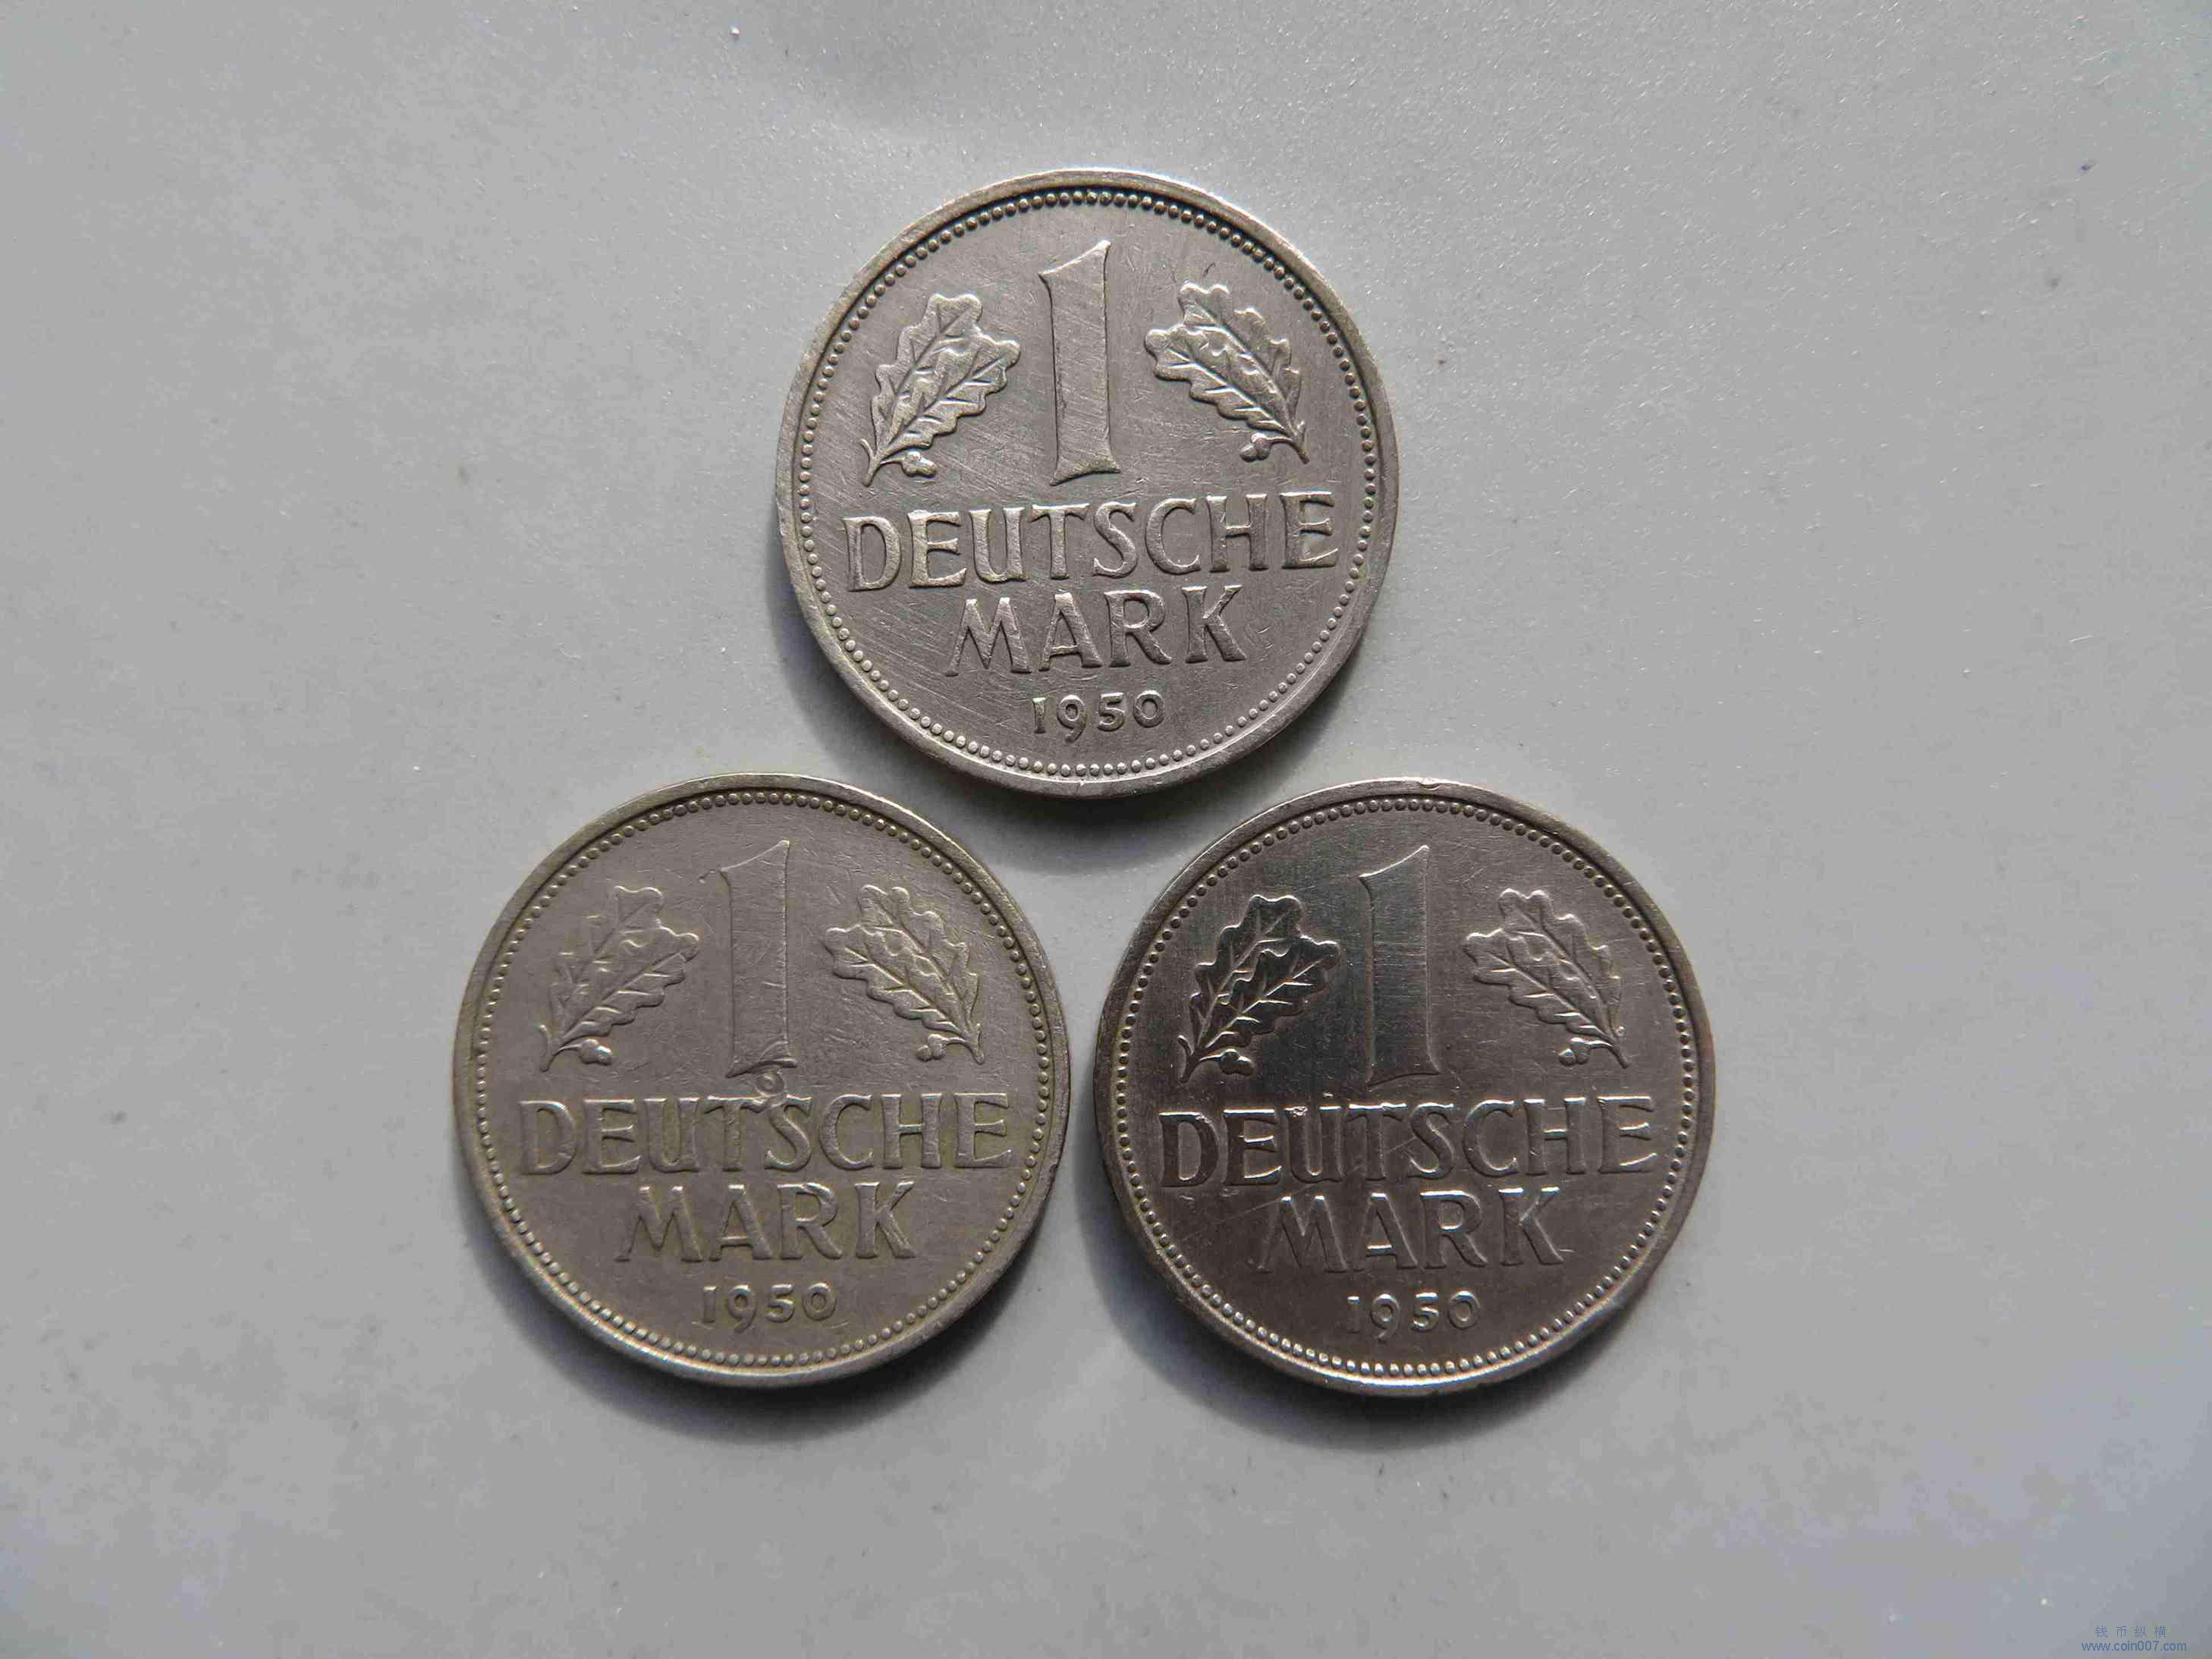 1
DEUTSCHE
MARK
1950
1
DEUTSCHE
MARK
1950
1
DEUTSCHE
MARK
1950
钱币纵横
www.coin007.com